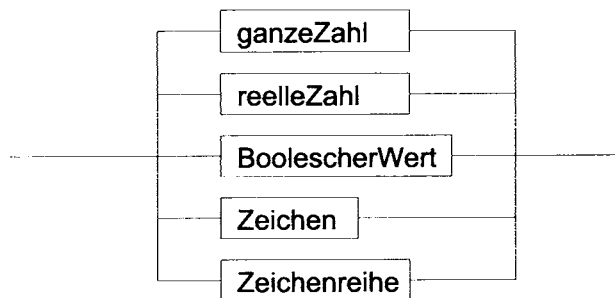 ganzeZahl
reelleZahl
BoolescherWert
Zeichen
Zeichenreihe